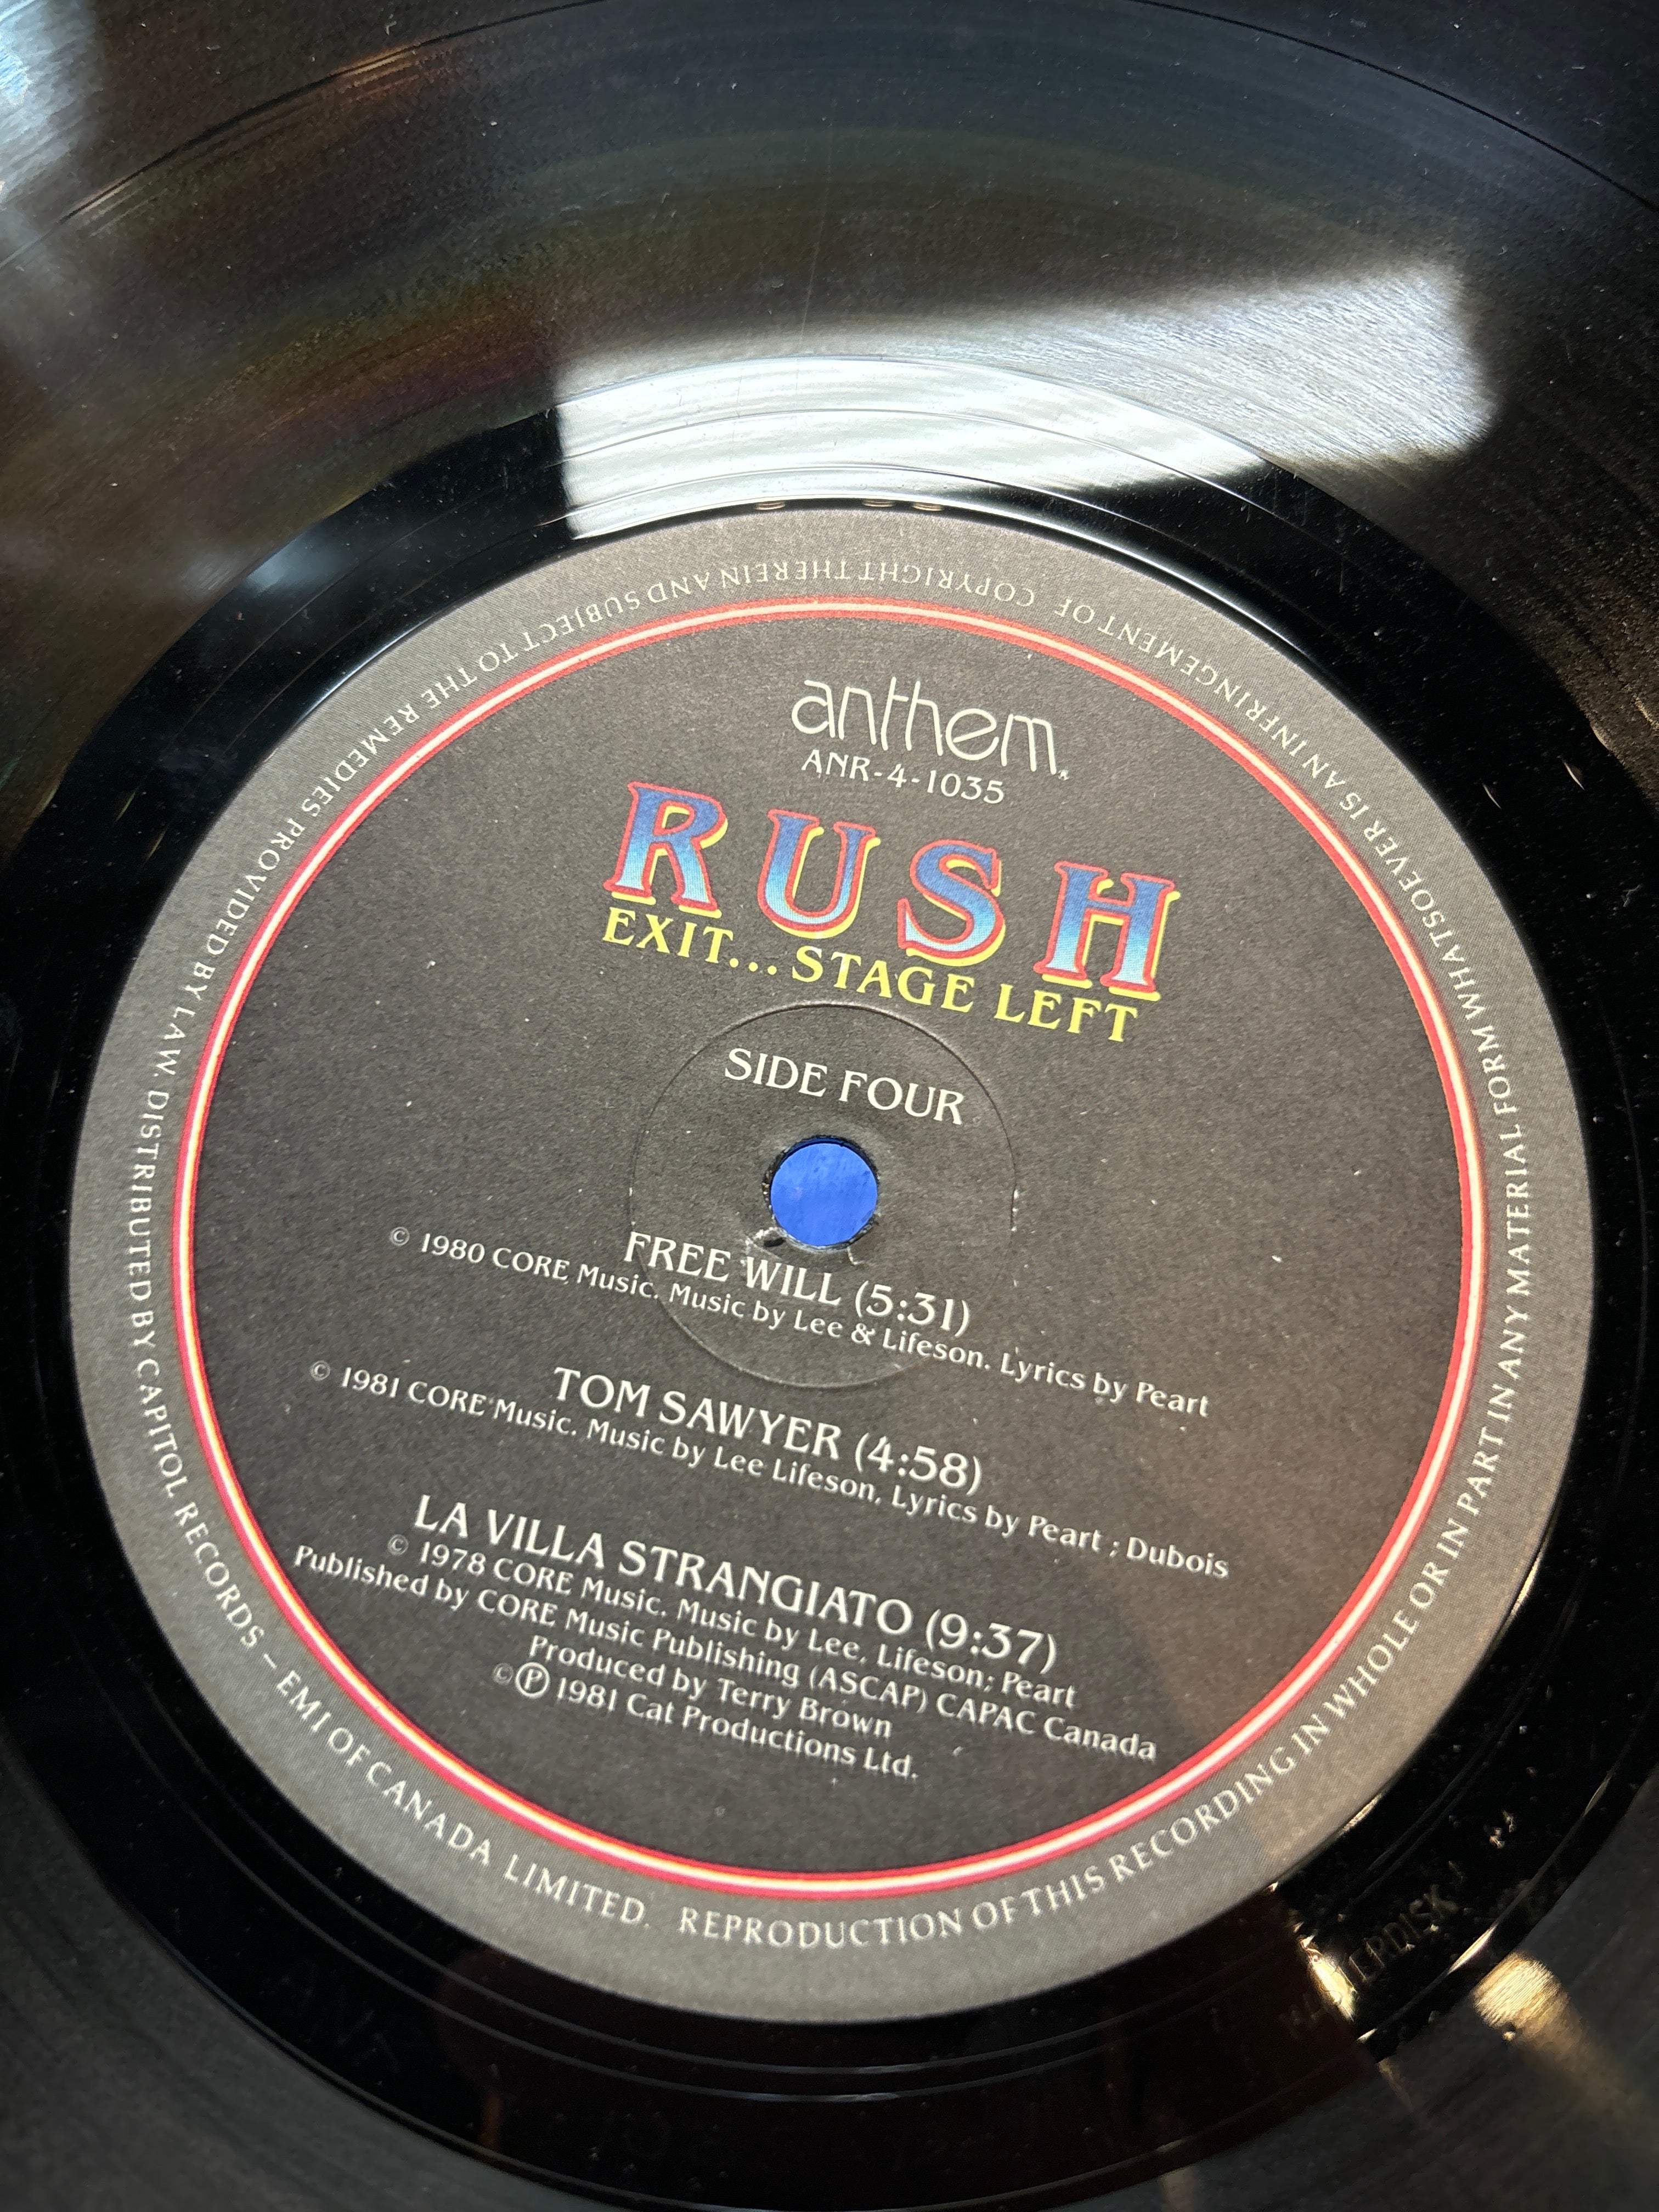 anthem.
ANR-4-1035
RUSH
EXIT... STAGE LEFT
SIDE FOUR
FREE WILL (5:31)
© 1980 CORE Music. Music by Lee & Lifeson. Lyrics by Peart
TOM SAWYER (4:58)
© 1981 CORE Music. Music by Lee Lifeson, Lyrics by Peart ; Dubois
LA VILLA STRANGIATO (9:37)
© 1978 CORE Music. Music by Lee, Lifeson; Peart
Published by CORE Music Publishing (ASCAP) CAPAC Canada
Produced by Terry Brown
© ℗ 1981 Cat Productions Ltd.
DISTRIBUTED BY CAPITOL RECORDS – EMI OF CANADA LIMITED. REPRODUCTION OF THIS RECORDING IN WHOLE OR IN PART IN ANY MATERIAL FORM WHATSOEVER IS AN INFRINGEMENT OF COPYRIGHT THEREIN AND SUBJECT TO THE REMEDIES PROVIDED BY LAW.